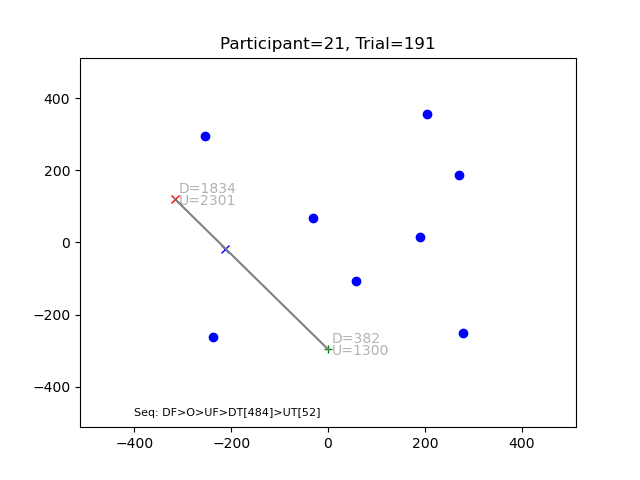 Participant=21, Trial=191
400
200
0
−200
−400
D=1834
U=2301
D=382
U=1300
Seq: DF>O>UF>DT[484]>UT[52]
−400
−200
0
200
400